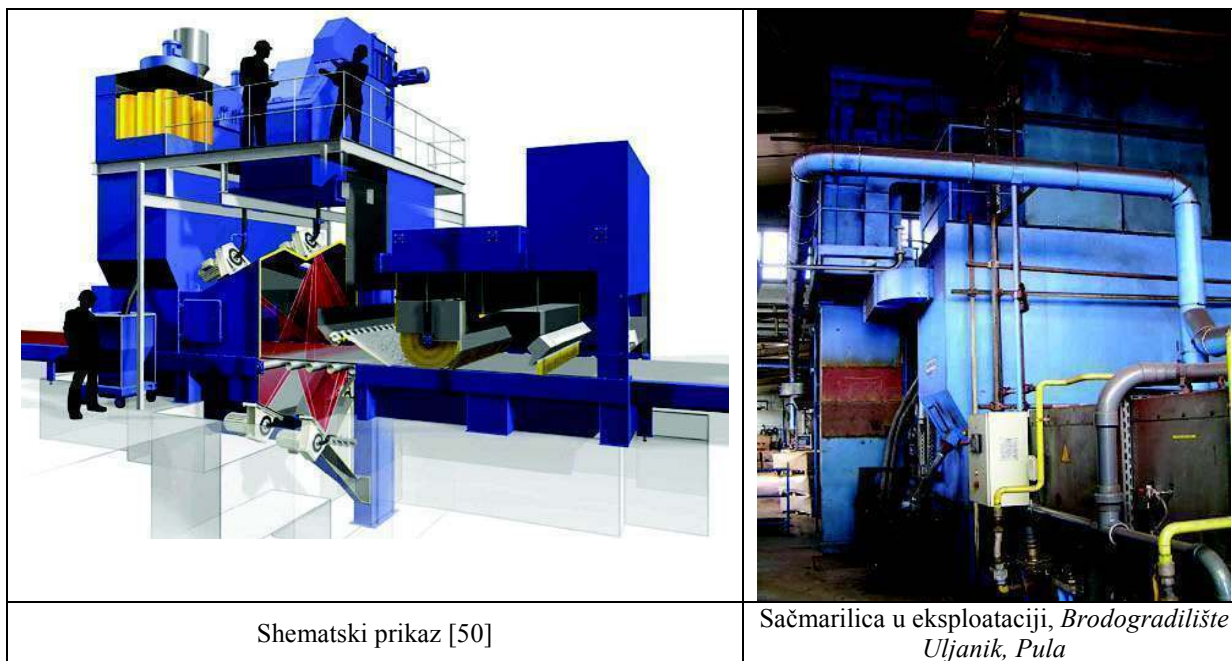 Shematski prikaz [50]
Sačmarilica u eksploataciji, Brodogradilište
Uljanik, Pula